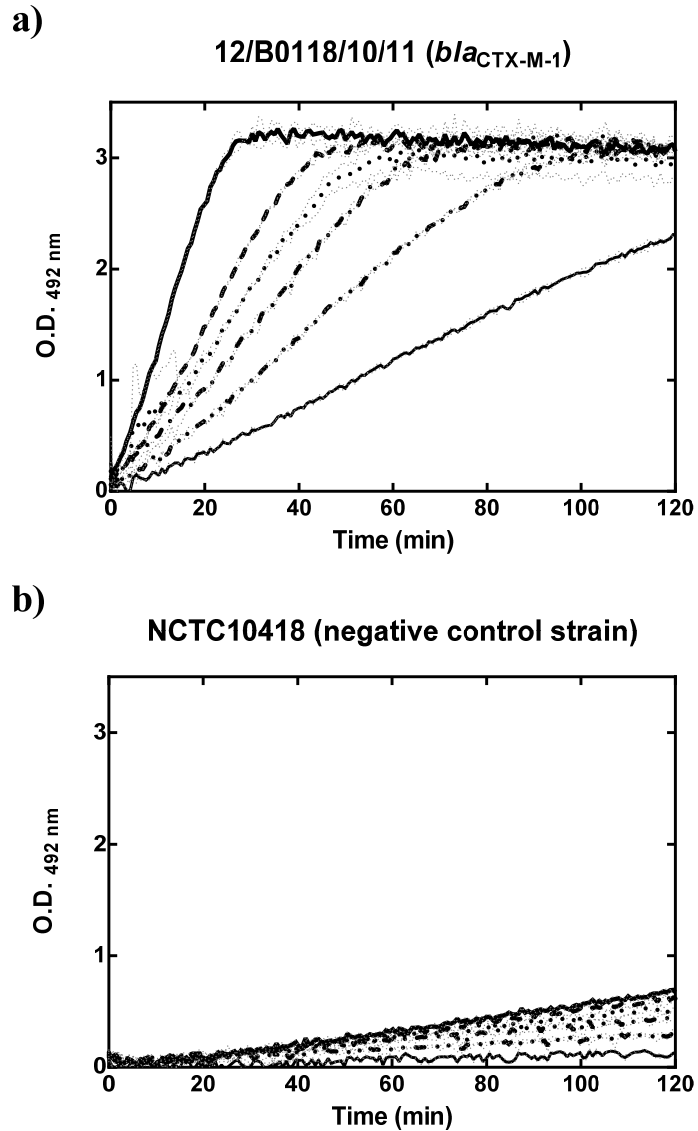 a)
12/B0118/10/11 (blaCTX-M-1)
3
2
1
0
O.D. 492 nm
0 20 40 60 80 100 120
Time (min)
b)
NCTC10418 (negative control strain)
3
2
1
0
O.D. 492 nm
0 20 40 60 80 100 120
Time (min)